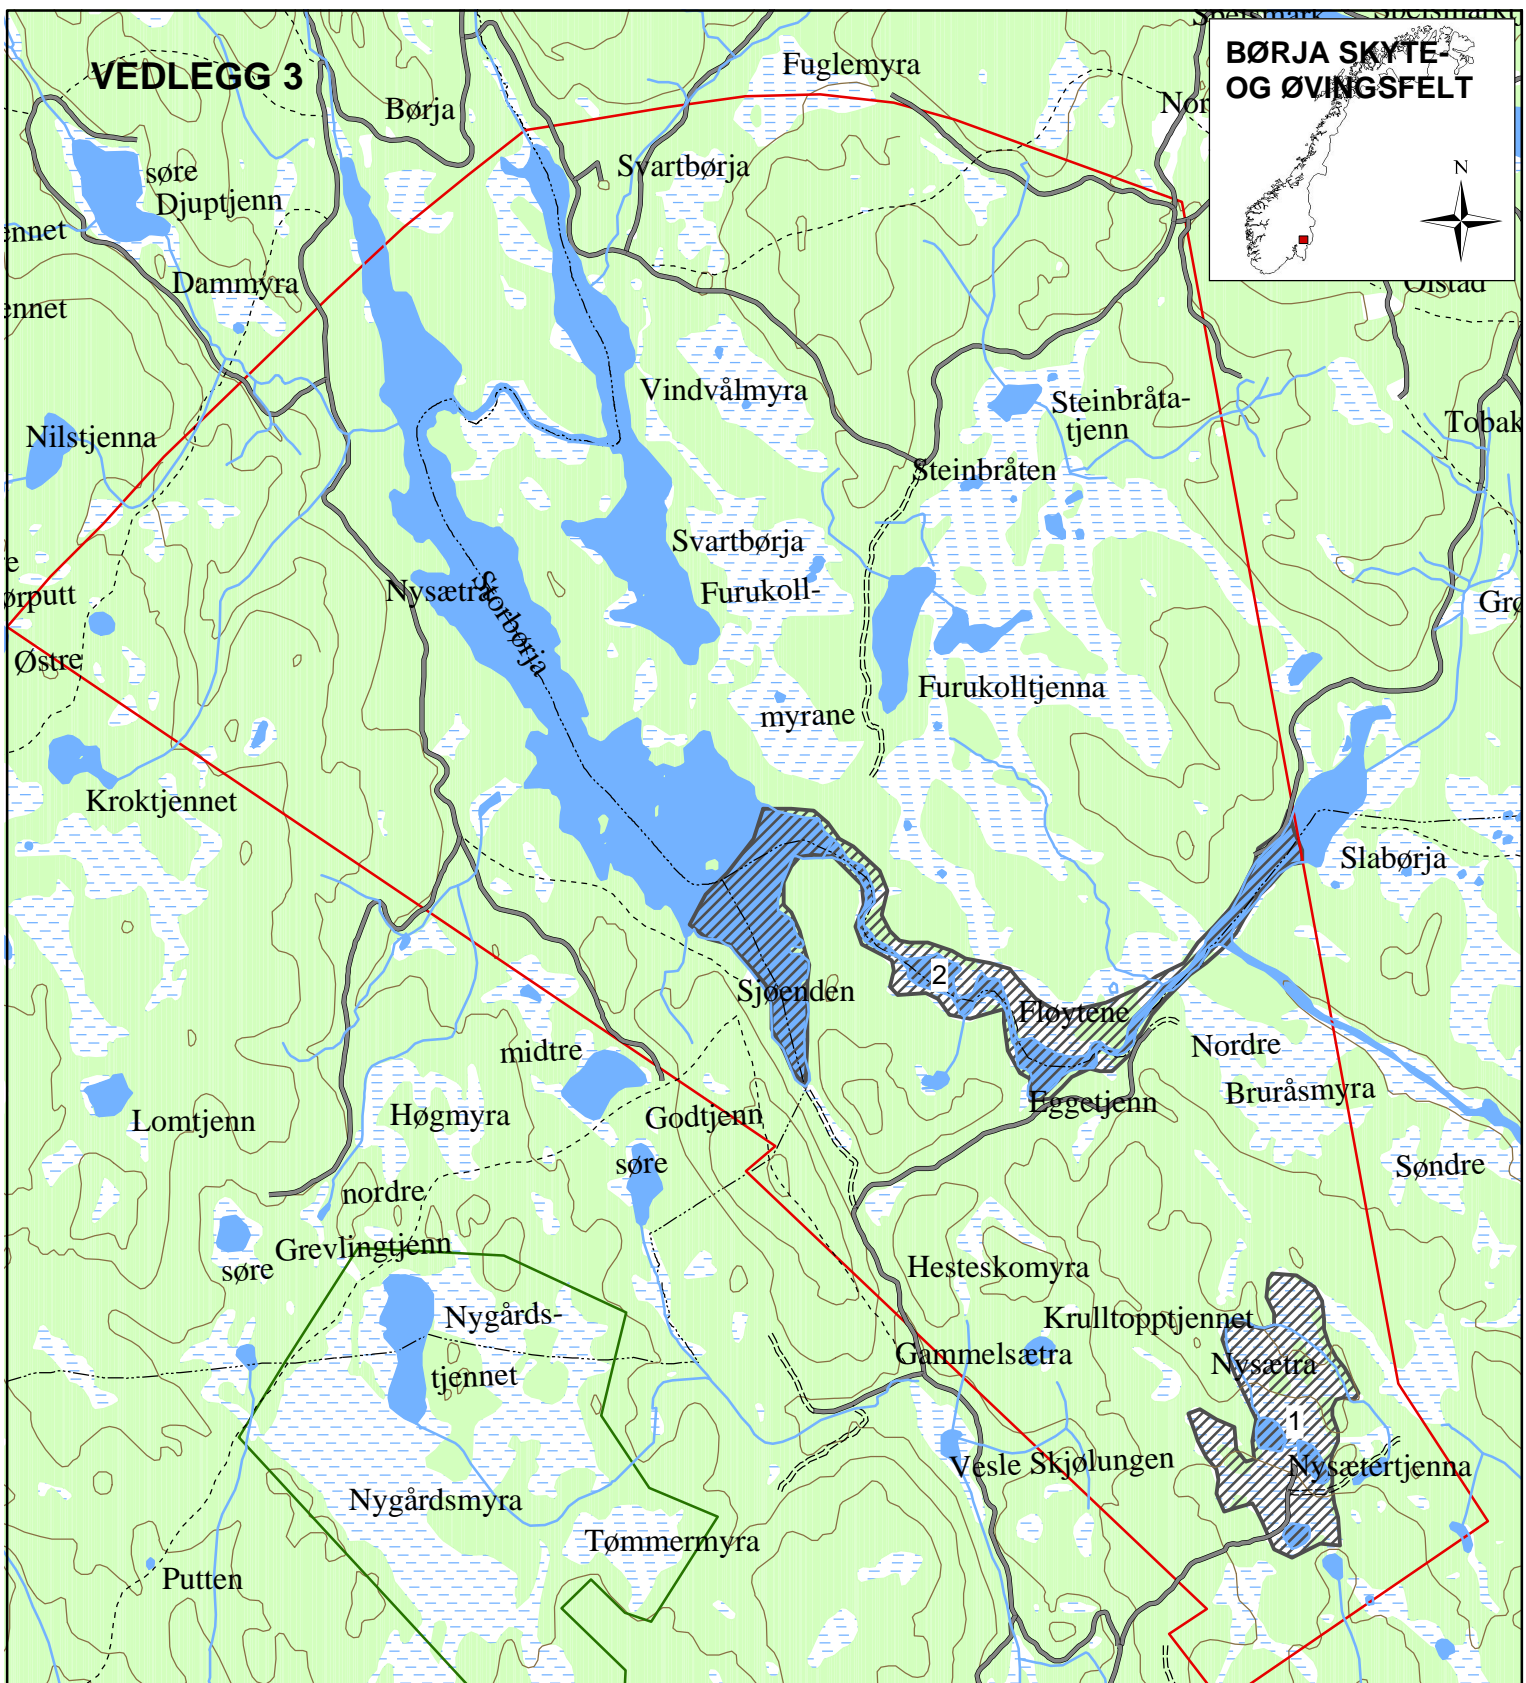 VEDLEGG 3
BØRJA SKYTE-
OG ØVINGSFELT
N
Fuglemyra
Børja
Svartbørja
søre
Djuptjenn
Dammyra
Vindvålmyra
Steinbråta-
tjenn
Nilstjenna
Steinbråten
Svartbørja
Nysætra
Storbørja
Furukoll-
Østre
Furukolltjenna
myrane
Kroktjennet
Slabørja
Sjøenden
2
Fløytene
midtre
Nordre
Bruråsmyra
Eggetjenn
Lomtjenn
Høgmyra
Godtjenn
søre
Søndre
nordre
Grevlingtjenn
søre
Hesteskomyra
Nygårds-
Krulltopptjennet
Gammelsætra
Nysætra
tjennet
1
Vesle Skjølungen
Nysætertjenna
Nygårdsmyra
Tømmermyra
Putten